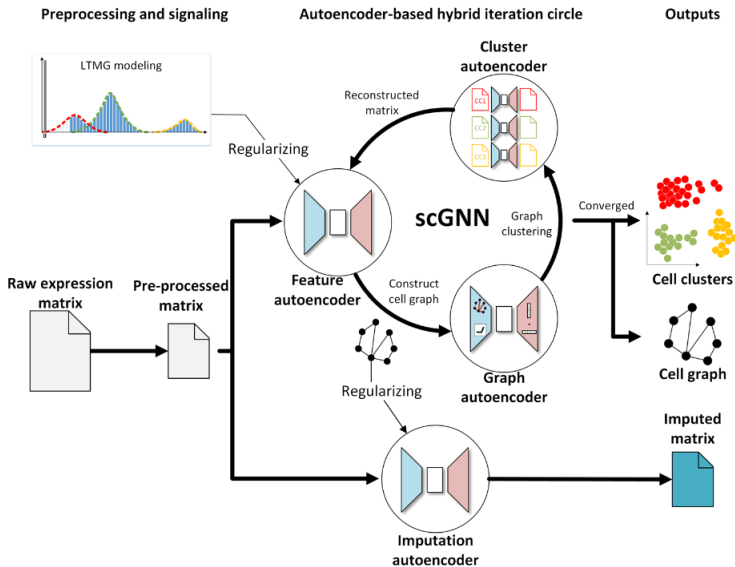 Preprocessing and signaling
Autoencoder-based hybrid iteration circle
Outputs
LTMG modeling
0
Regularizing
Reconstructed
matrix
Cluster
autoencoder
CC1
CC2
CC3
scGNN
Graph
clustering
Converged
Cell clusters
Feature
autoencoder
Construct
cell graph
Raw expression
matrix
Pre-processed
matrix
Graph
autoencoder
Cell graph
Regularizing
Imputed
matrix
Imputation
autoencoder